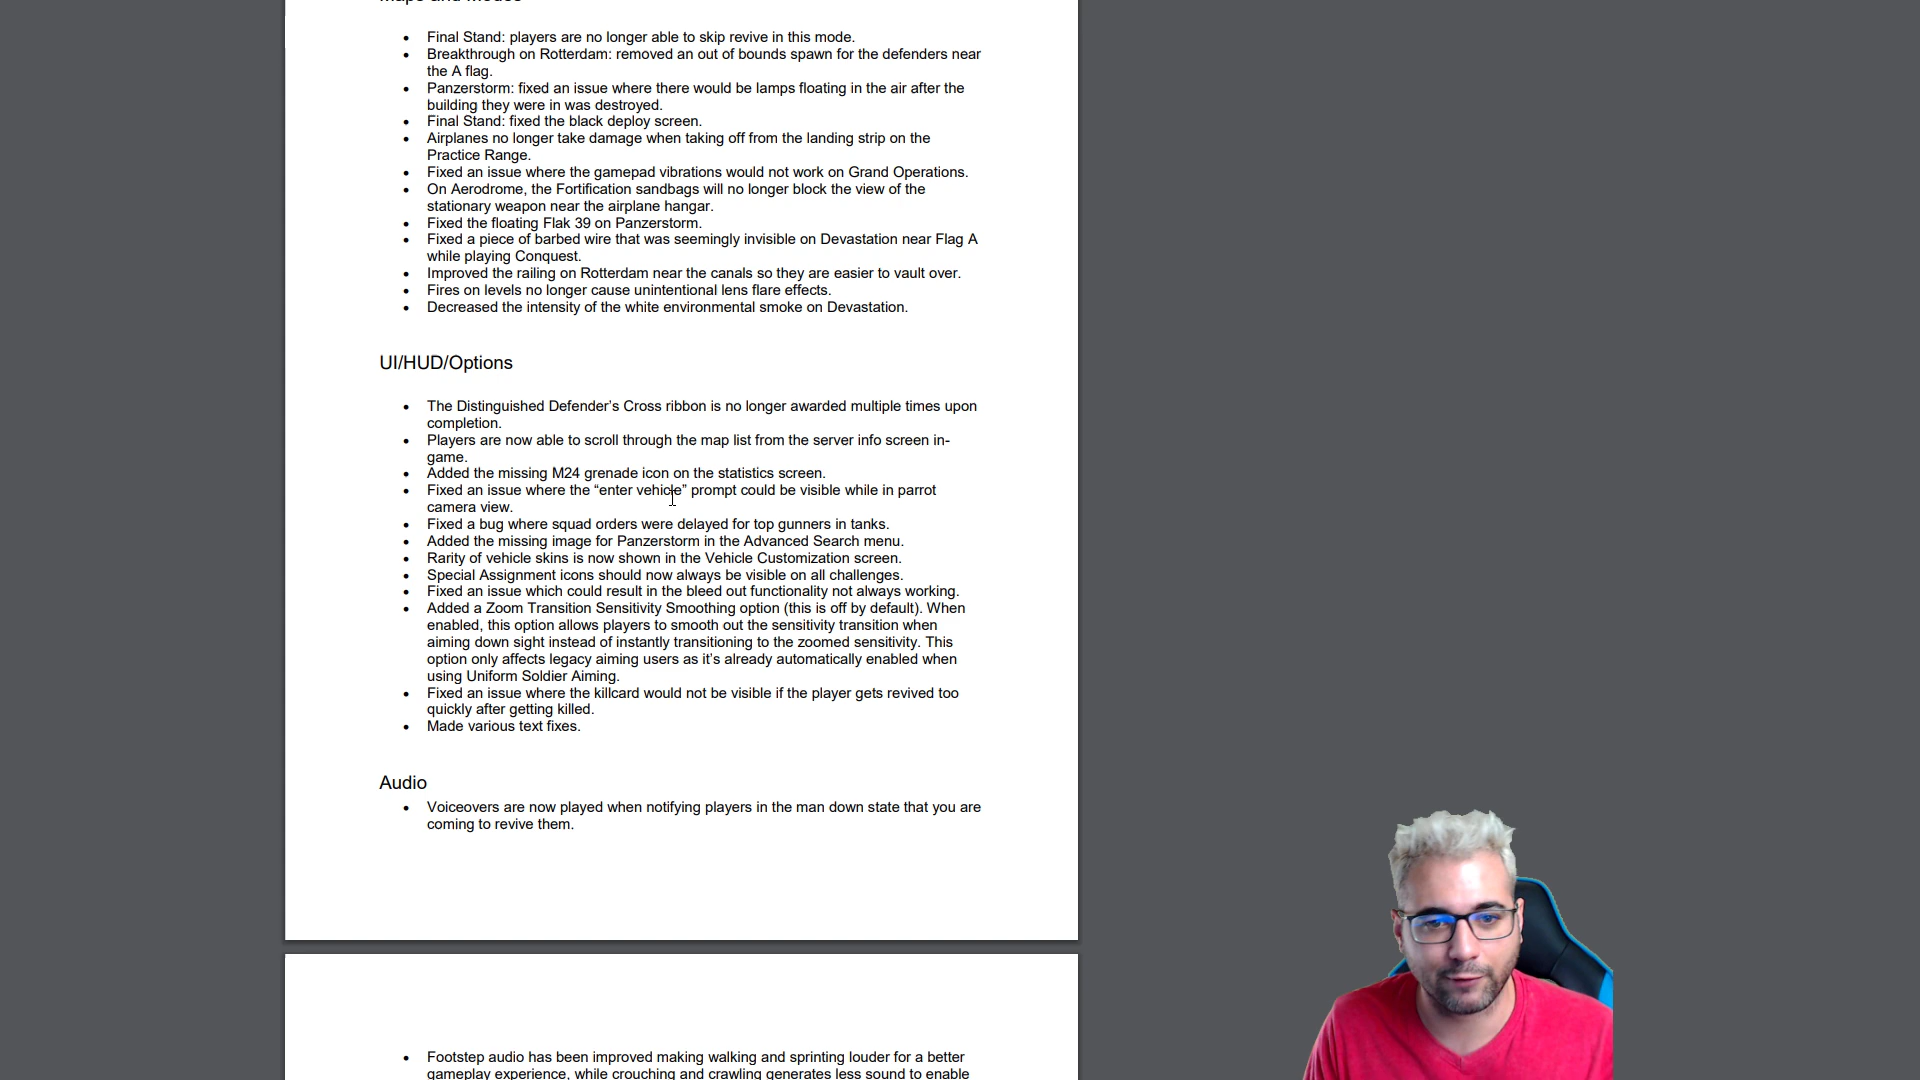 Maps and Modes
• Final Stand: players are no longer able to skip revive in this mode.
• Breakthrough on Rotterdam: removed an out of bounds spawn for the defenders near
the A flag.
• Panzerstorm: fixed an issue where there would be lamps floating in the air after the
building they were in was destroyed.
• Final Stand: fixed the black deploy screen.
• Airplanes no longer take damage when taking off from the landing strip on the
Practice Range.
• Fixed an issue where the gamepad vibrations would not work on Grand Operations.
• On Aerodrome, the Fortification sandbags will no longer block the view of the
stationary weapon near the airplane hangar.
• Fixed the floating Flak 39 on Panzerstorm.
• Fixed a piece of barbed wire that was seemingly invisible on Devastation near Flag A
while playing Conquest.
• Improved the railing on Rotterdam near the canals so they are easier to vault over.
• Fires on levels no longer cause unintentional lens flare effects.
• Decreased the intensity of the white environmental smoke on Devastation.
UI/HUD/Options
• The Distinguished Defender’s Cross ribbon is no longer awarded multiple times upon
completion.
• Players are now able to scroll through the map list from the server info screen in-
game.
• Added the missing M24 grenade icon on the statistics screen.
• Fixed an issue where the “enter vehicle” prompt could be visible while in parrot
camera view.
• Fixed a bug where squad orders were delayed for top gunners in tanks.
• Added the missing image for Panzerstorm in the Advanced Search menu.
• Rarity of vehicle skins is now shown in the Vehicle Customization screen.
• Special Assignment icons should now always be visible on all challenges.
• Fixed an issue which could result in the bleed out functionality not always working.
• Added a Zoom Transition Sensitivity Smoothing option (this is off by default). When
enabled, this option allows players to smooth out the sensitivity transition when
aiming down sight instead of instantly transitioning to the zoomed sensitivity. This
option only affects legacy aiming users as it’s already automatically enabled when
using Uniform Soldier Aiming.
• Fixed an issue where the killcard would not be visible if the player gets revived too
quickly after getting killed.
• Made various text fixes.
Audio
• Voiceovers are now played when notifying players in the man down state that you are
coming to revive them.
• Footstep audio has been improved making walking and sprinting louder for a better
gameplay experience, while crouching and crawling generates less sound to enable